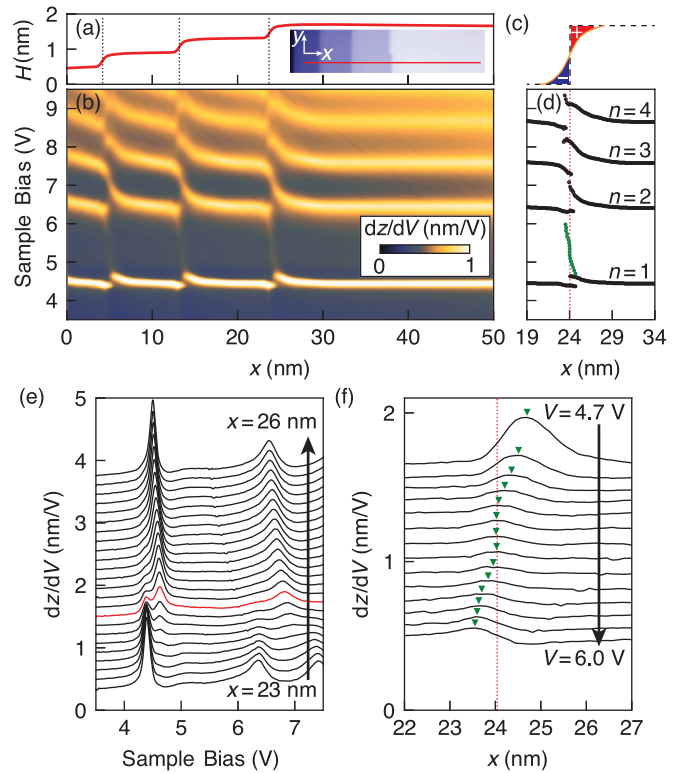 (a)
H (nm)
2
1
0
y
x
(c)
+
−
(b)
Sample Bias (V)
9
8
7
6
5
4
dz/dV (nm/V)
0 1
0 10 20 30 40 50
x (nm)
(d)
n = 4
n = 3
n = 2
n = 1
19 24 29 34
x (nm)
(e)
dz/dV (nm/V)
5
4
3
2
1
0
x = 26 nm
x = 23 nm
4 5 6 7
Sample Bias (V)
(f)
dz/dV (nm/V)
2
1
0
V = 4.7 V
V = 6.0 V
22 23 24 25 26 27
x (nm)